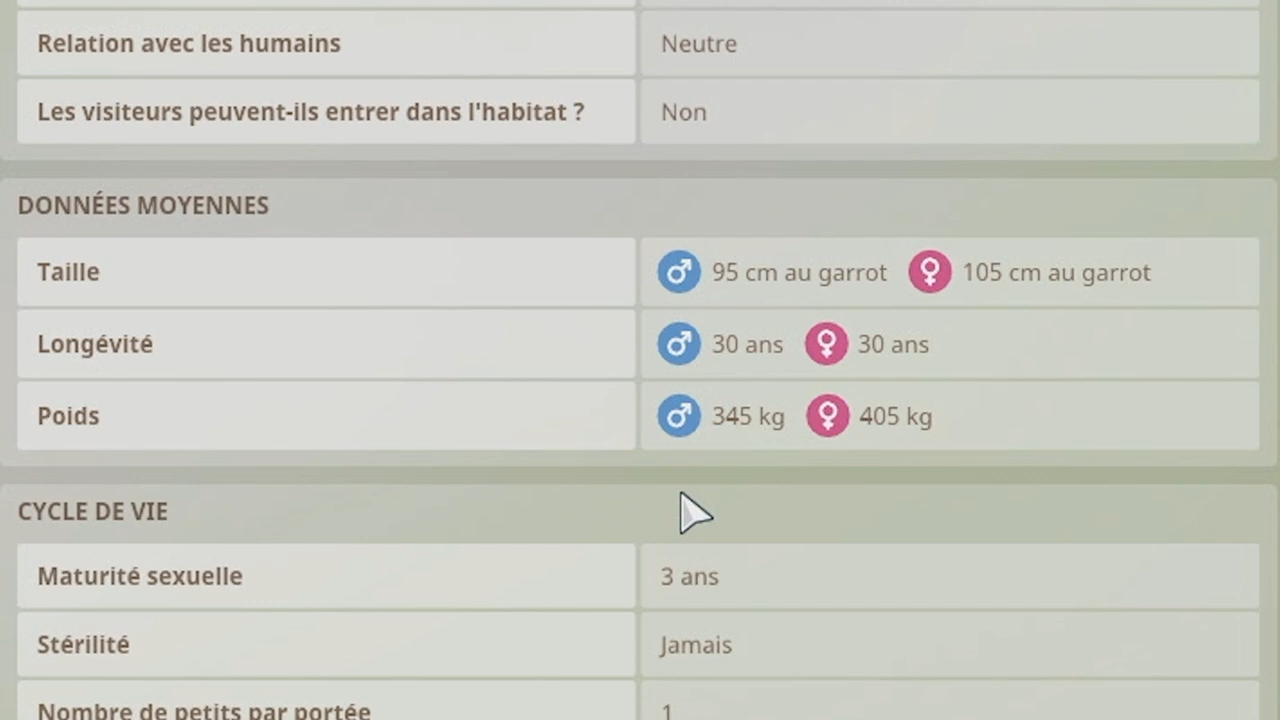 Relation avec les humains Neutre
Les visiteurs peuvent-ils entrer dans l'habitat ? Non
DONNÉES MOYENNES
Taille 95 cm au garrot 105 cm au garrot
Longévité 30 ans 30 ans
Poids 345 kg 405 kg
CYCLE DE VIE
Maturité sexuelle 3 ans
Stérilité Jamais
Nombre de petits par portée 1